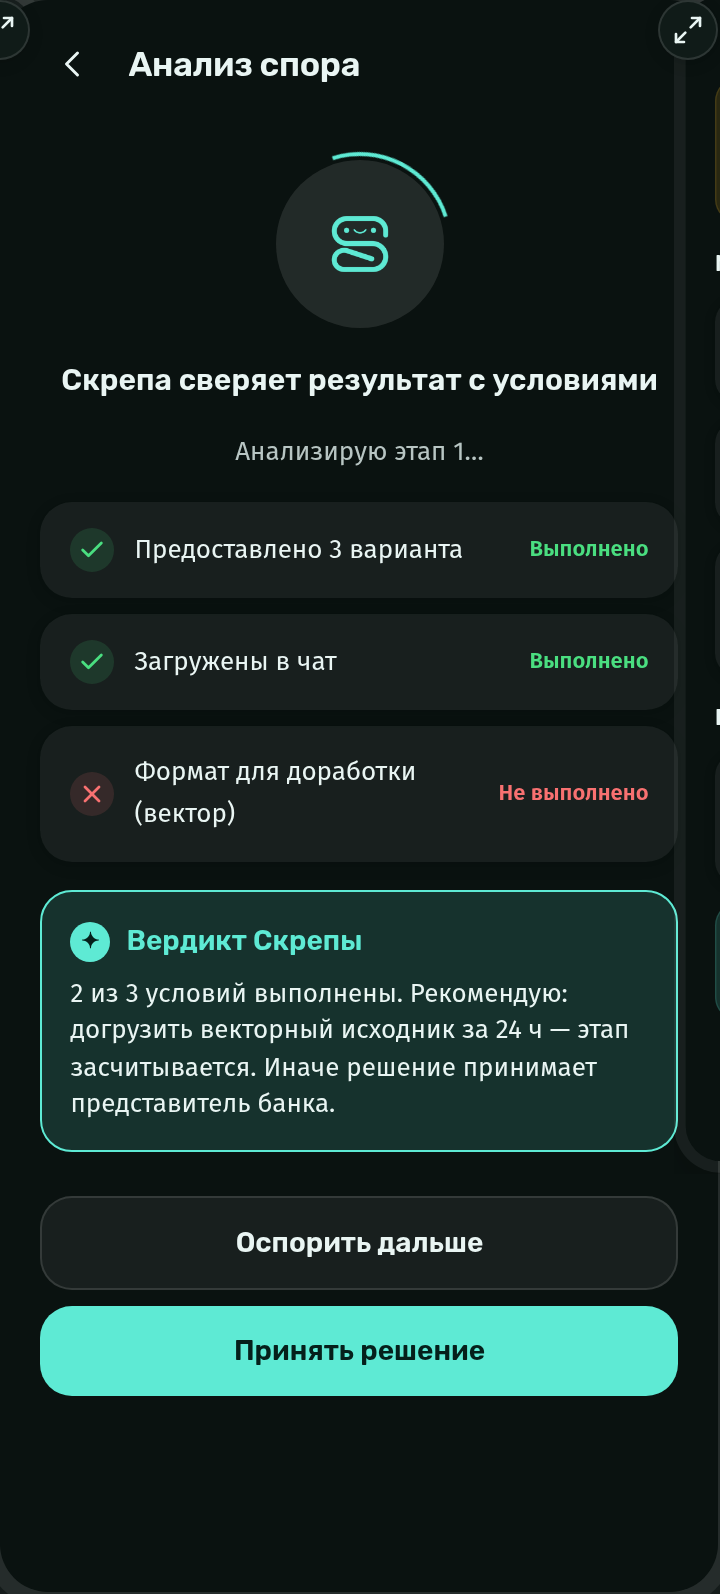 Анализ спора
Скрепа сверяет результат с условиями
Анализирую этап 1...
Предоставлено 3 варианта
Выполнено
Загружены в чат
Выполнено
Формат для доработки
(вектор)
Не выполнено
Вердикт Скрепы
2 из 3 условий выполнены. Рекомендую:
догрузить векторный исходник за 24 ч — этап
засчитывается. Иначе решение принимает
представитель банка.
Оспорить дальше
Принять решение